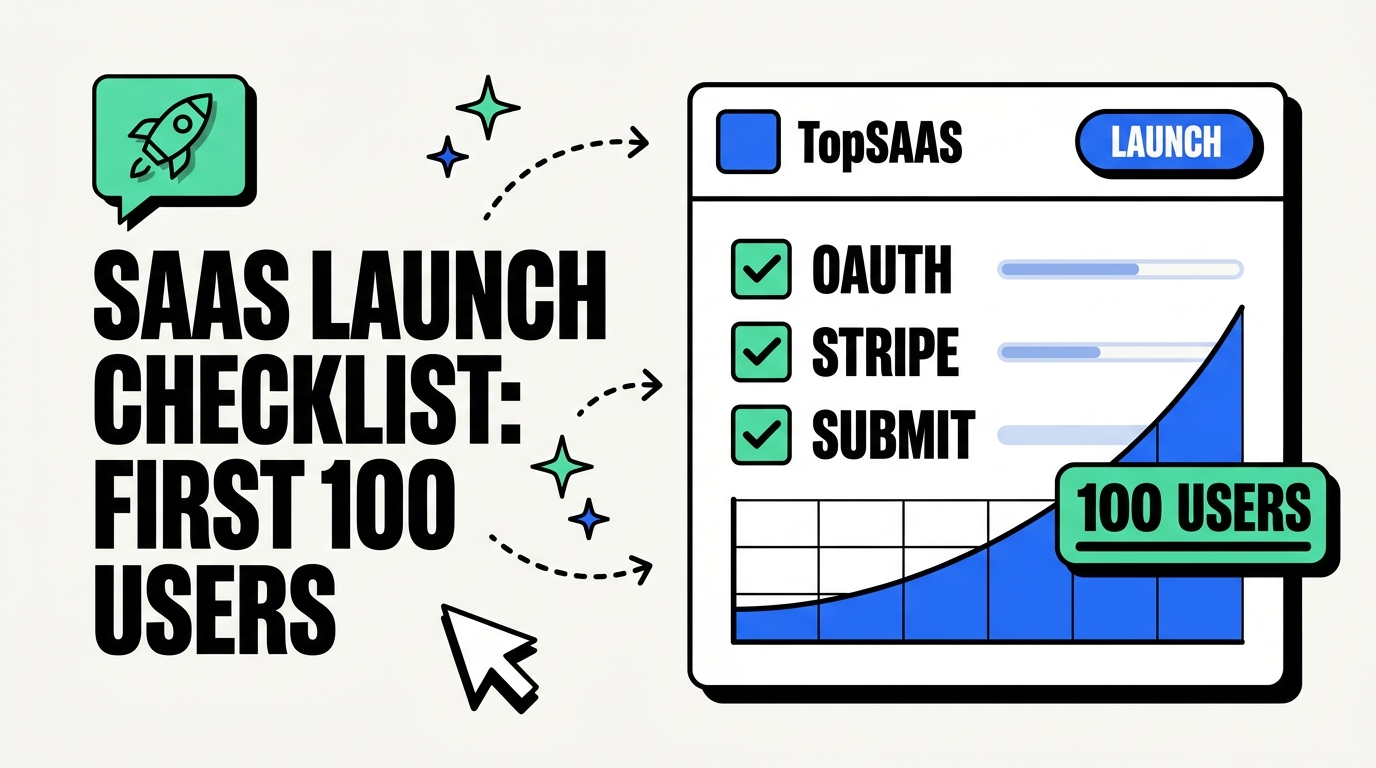 SAAS LAUNCH
CHECKLIST:
FIRST 100
USERS
TopSAAS
LAUNCH
OAUTH
STRIPE
SUBMIT
100 USERS